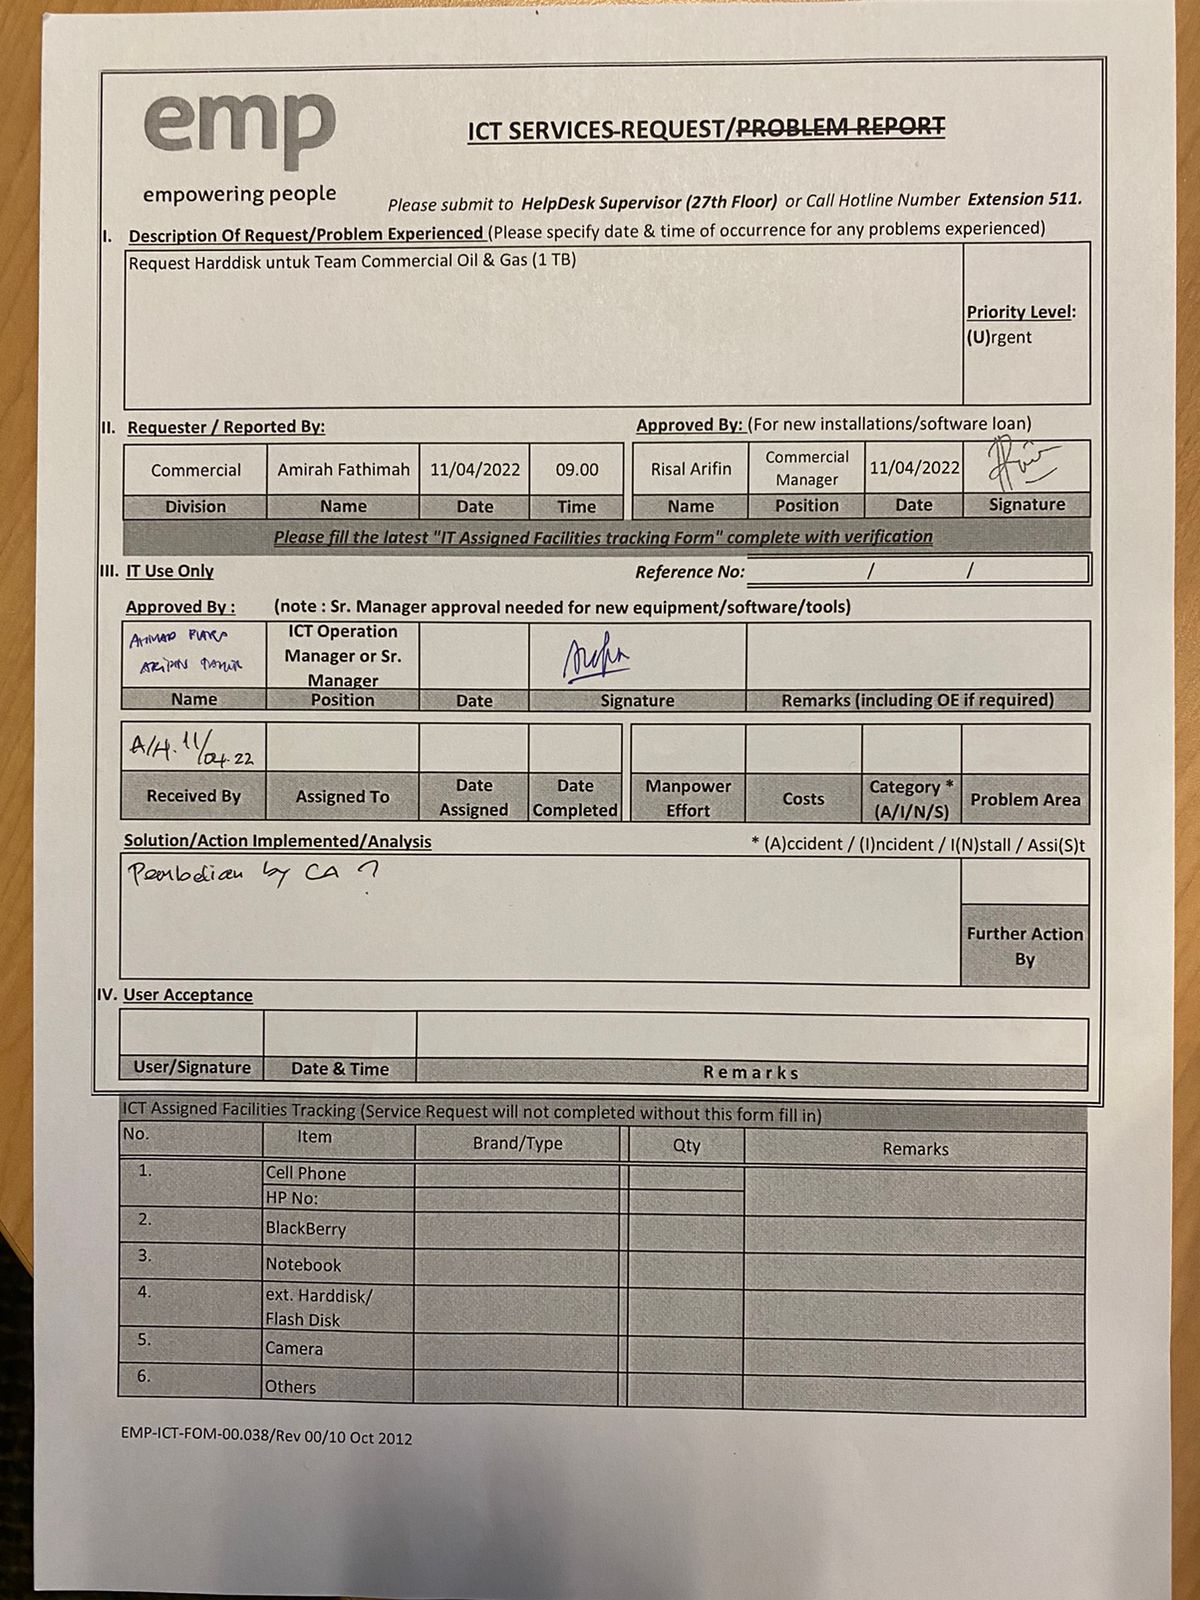 emp
empowering people
ICT SERVICES-REQUEST/PROBLEM REPORT
Please submit to HelpDesk Supervisor (27th Floor) or Call Hotline Number Extension 511.
I. Description Of Request/Problem Experienced (Please specify date & time of occurrence for any problems experienced)
Request Harddisk untuk Team Commercial Oil & Gas (1 TB)
Priority Level:
(U)rgent
II. Requester / Reported By:
Approved By: (For new installations/software loan)
Commercial Amirah Fathimah 11/04/2022 09.00 Risal Arifin Commercial Manager 11/04/2022
Division Name Date Time Name Position Date Signature
Please fill the latest "IT Assigned Facilities tracking Form" complete with verification
III. IT Use Only
Reference No: / /
Approved By : (note : Sr. Manager approval needed for new equipment/software/tools)
AHMAD
ICT Operation
Manager or Sr.
Manager
Name Position Date Signature Remarks (including OE if required)
A/H. 11/04.22
Received By Assigned To Date Assigned Date Completed Manpower Effort Costs Category * (A/I/N/S) Problem Area
Solution/Action Implemented/Analysis
* (A)ccident / (I)ncident / I(N)stall / Assi(S)t
by CA ?
Further Action
By
IV. User Acceptance
User/Signature Date & Time Remarks
ICT Assigned Facilities Tracking (Service Request will not completed without this form fill in)
No. Item Brand/Type Qty Remarks
1. Cell Phone
HP No:
2. BlackBerry
3. Notebook
4. ext. Harddisk/
Flash Disk
5. Camera
6. Others
EMP-ICT-FOM-00.038/Rev 00/10 Oct 2012